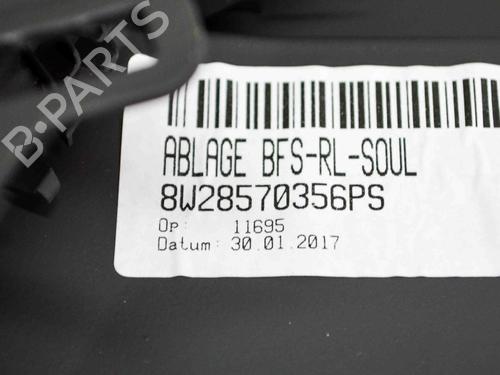 B-PARTS
ABLAGE BFS-RL-SOUL
8W28570356PS
Op: 11695
Datum: 30.01.2017